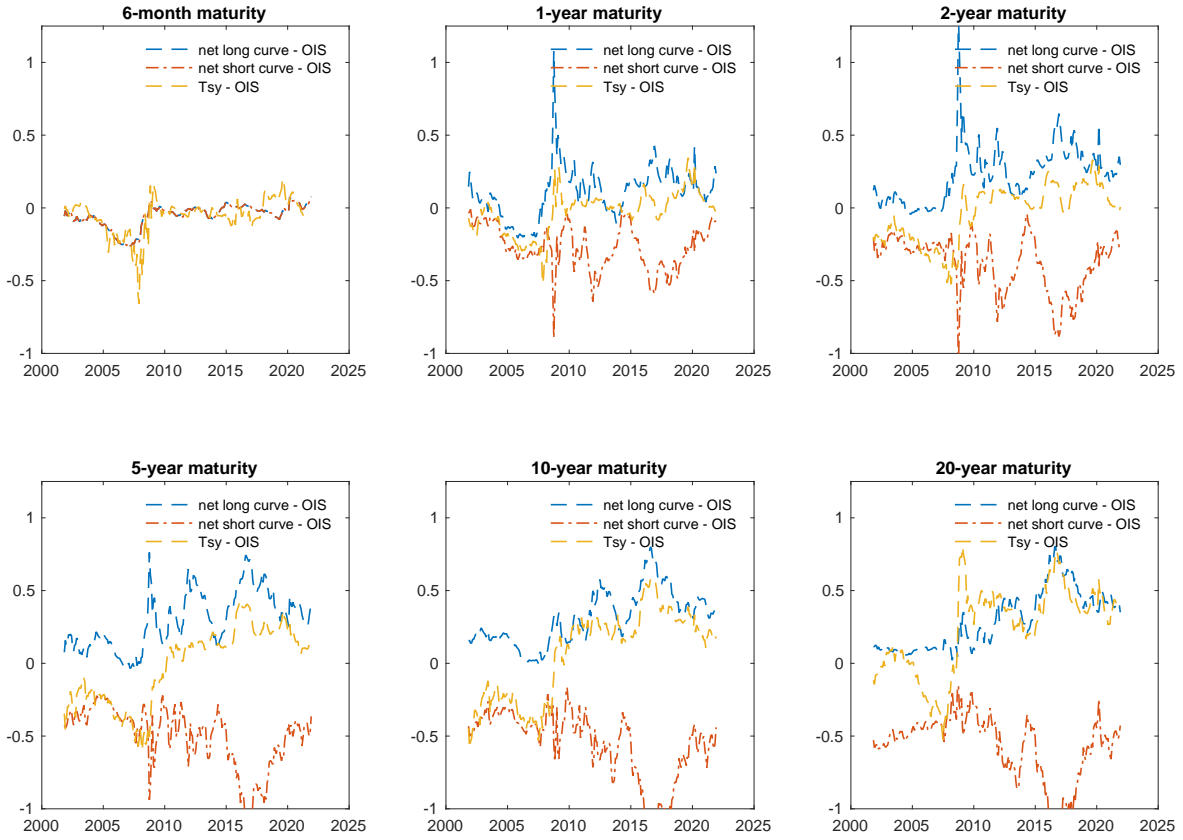 6-month maturity
net long curve - OIS
net short curve - OIS
Tsy - OIS
1
0.5
0
-0.5
-1
2000 2005 2010 2015 2020 2025
1-year maturity
net long curve - OIS
net short curve - OIS
Tsy - OIS
1
0.5
0
-0.5
-1
2000 2005 2010 2015 2020 2025
2-year maturity
net long curve - OIS
net short curve - OIS
Tsy - OIS
1
0.5
0
-0.5
-1
2000 2005 2010 2015 2020 2025
5-year maturity
net long curve - OIS
net short curve - OIS
Tsy - OIS
1
0.5
0
-0.5
-1
2000 2005 2010 2015 2020 2025
10-year maturity
net long curve - OIS
net short curve - OIS
Tsy - OIS
1
0.5
0
-0.5
-1
2000 2005 2010 2015 2020 2025
20-year maturity
net long curve - OIS
net short curve - OIS
Tsy - OIS
1
0.5
0
-0.5
-1
2000 2005 2010 2015 2020 2025